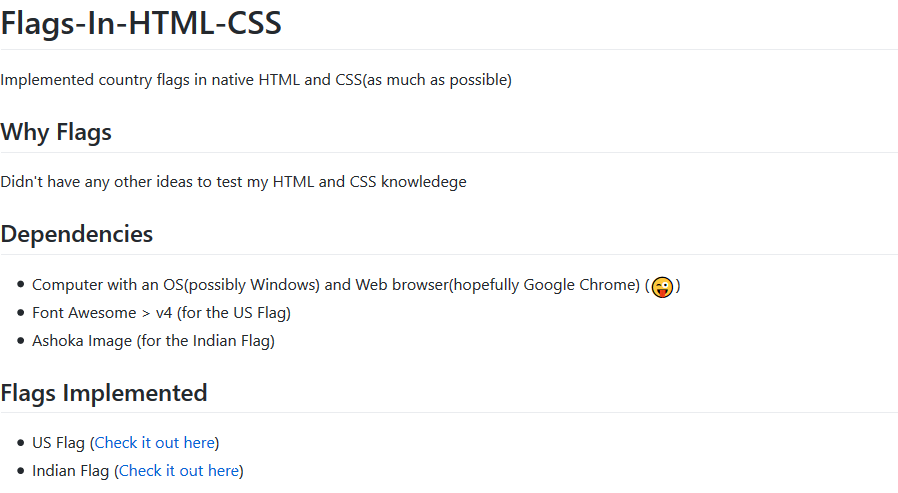 Flags-In-HTML-CSS
Implemented country flags in native HTML and CSS(as much as possible)
Why Flags
Didn't have any other ideas to test my HTML and CSS knowledege
Dependencies
• Computer with an OS(possibly Windows) and Web browser(hopefully Google Chrome) (😜)
• Font Awesome > v4 (for the US Flag)
• Ashoka Image (for the Indian Flag)
Flags Implemented
• US Flag (Check it out here)
• Indian Flag (Check it out here)